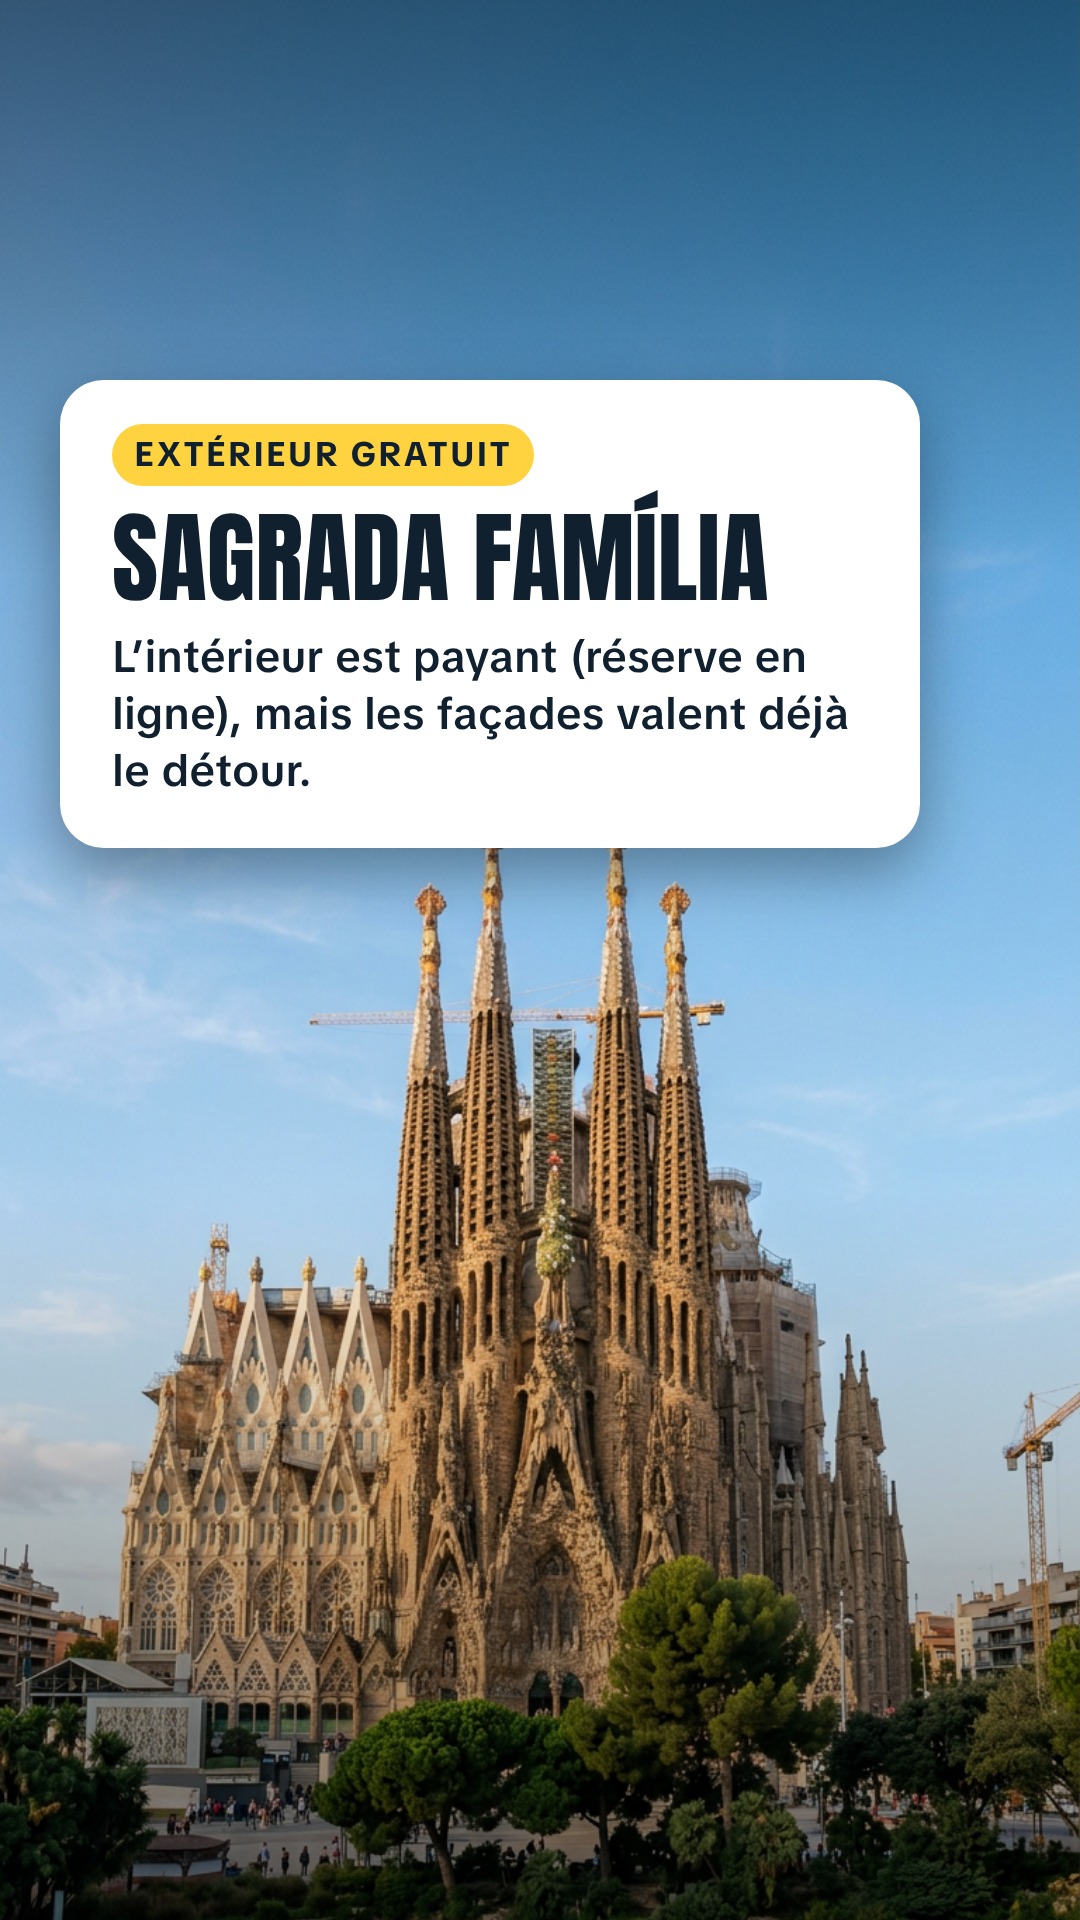 EXTÉRIEUR GRATUIT
SAGRADA FAMÍLIA
L’intérieur est payant (réserve en
ligne), mais les façades valent déjà
le détour.